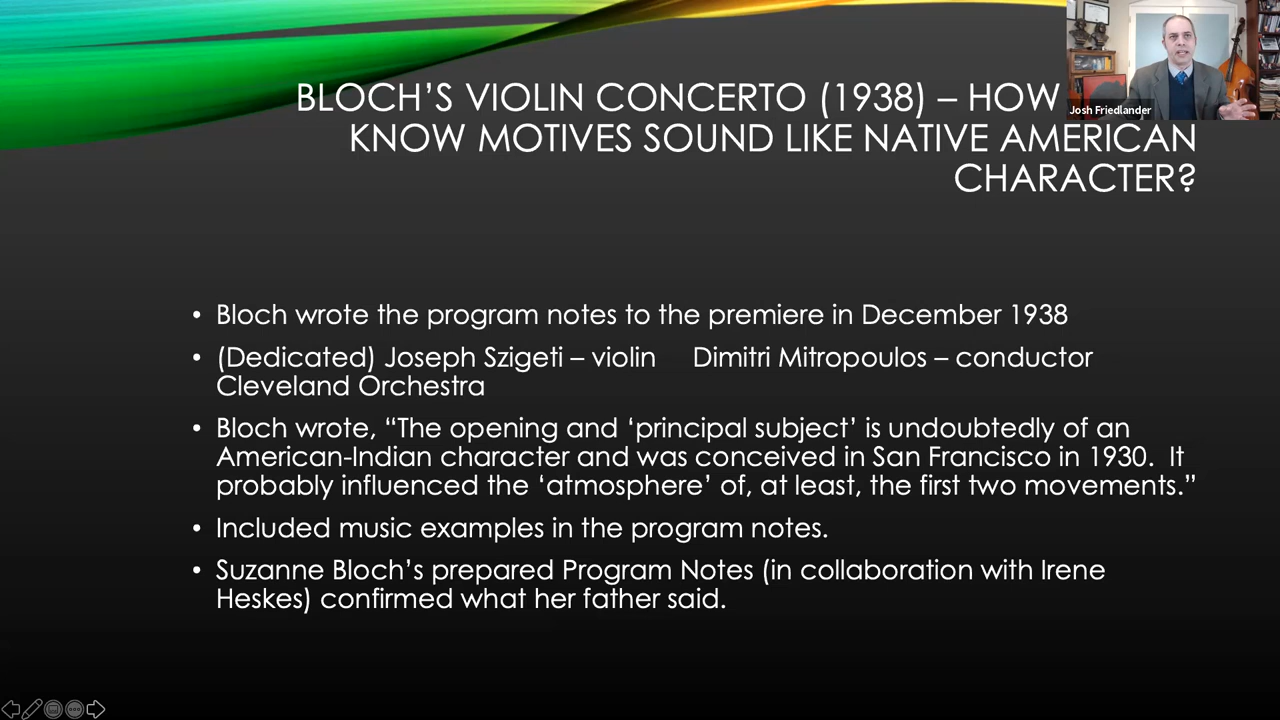 BLOCH’S VIOLIN CONCERTO (1938) – HOW
KNOW MOTIVES SOUND LIKE NATIVE AMERICAN
CHARACTER?
Josh Friedlander
• Bloch wrote the program notes to the premiere in December 1938
• (Dedicated) Joseph Szigeti – violin Dimitri Mitropoulos – conductor
Cleveland Orchestra
• Bloch wrote, “The opening and ‘principal subject’ is undoubtedly of an
American-Indian character and was conceived in San Francisco in 1930. It
probably influenced the ‘atmosphere’ of, at least, the first two movements.”
• Included music examples in the program notes.
• Suzanne Bloch’s prepared Program Notes (in collaboration with Irene
Heskes) confirmed what her father said.